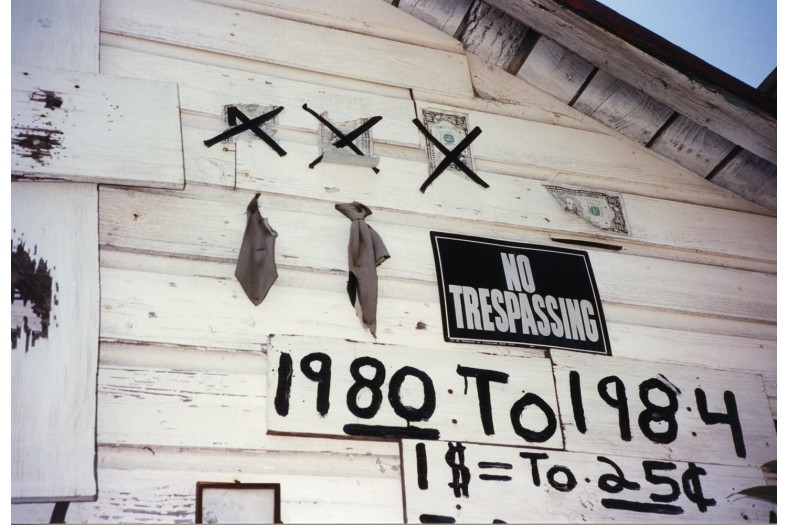 NO
TRESPASSING
1980 To 1984
1$ = To 25¢